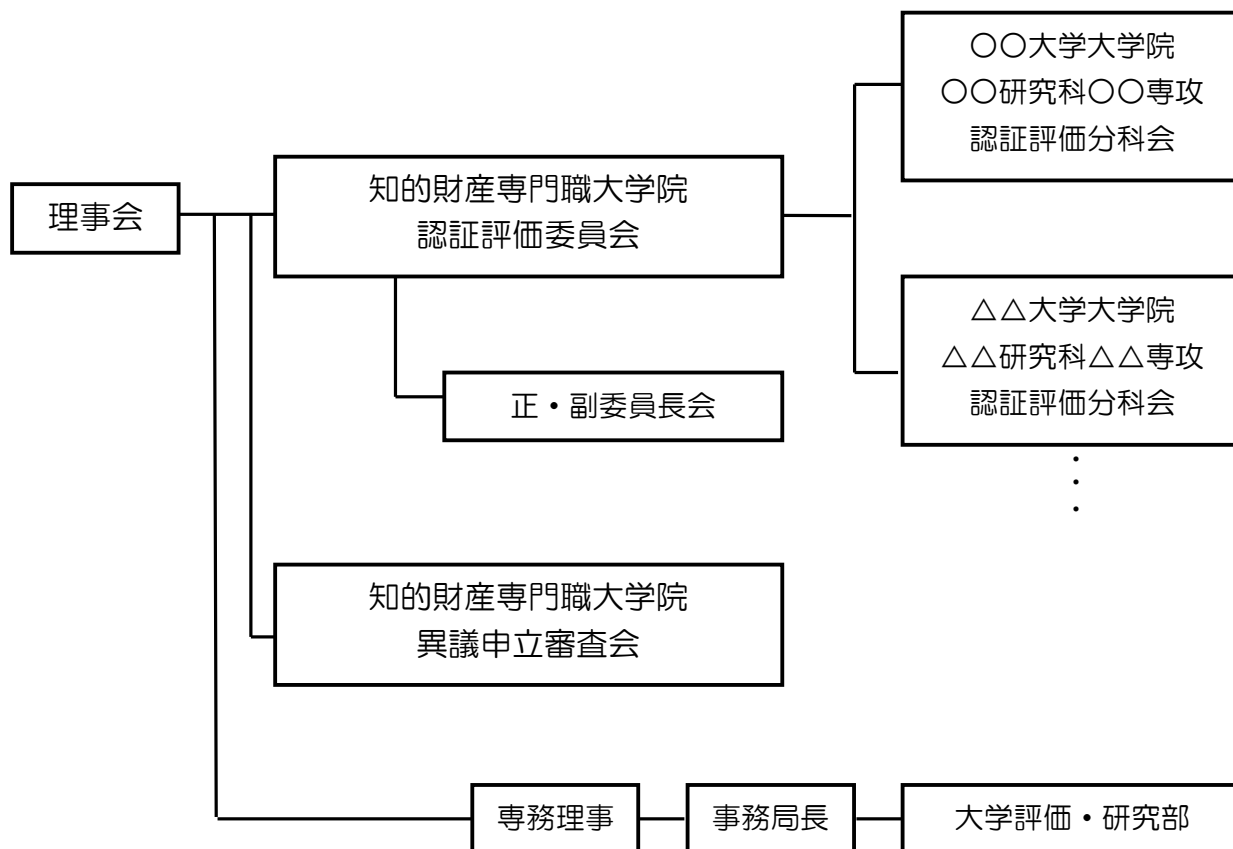 〇〇大学大学院
〇〇研究科〇〇専攻
認証評価分科会
知的財産専門職大学院
認証評価委員会
理事会
△△大学大学院
△△研究科△△専攻
認証評価分科会
正・副委員長会
・
・
・
知的財産専門職大学院
異議申立審査会
専務理事
事務局長
大学評価・研究部